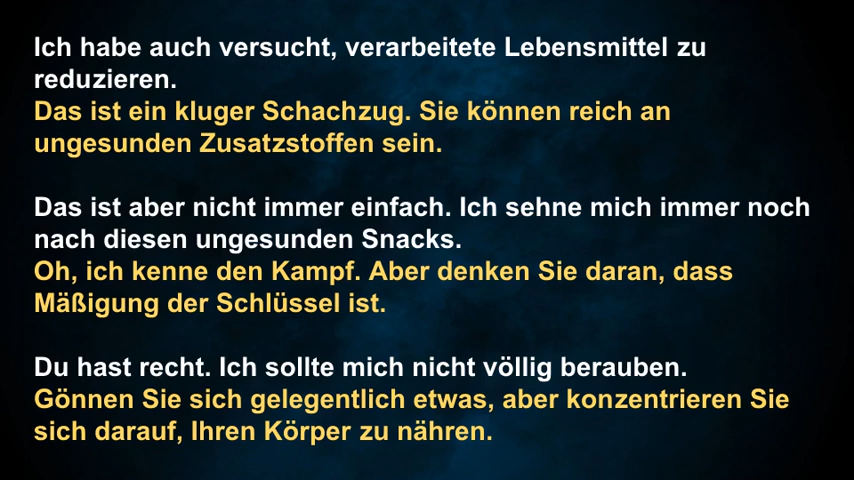 Ich habe auch versucht, verarbeitete Lebensmittel zu
reduzieren.
Das ist ein kluger Schachzug. Sie können reich an
ungesunden Zusatzstoffen sein.
Das ist aber nicht immer einfach. Ich sehne mich immer noch
nach diesen ungesunden Snacks.
Oh, ich kenne den Kampf. Aber denken Sie daran, dass
Mäßigung der Schlüssel ist.
Du hast recht. Ich sollte mich nicht völlig berauben.
Gönnen Sie sich gelegentlich etwas, aber konzentrieren Sie
sich darauf, Ihren Körper zu nähren.